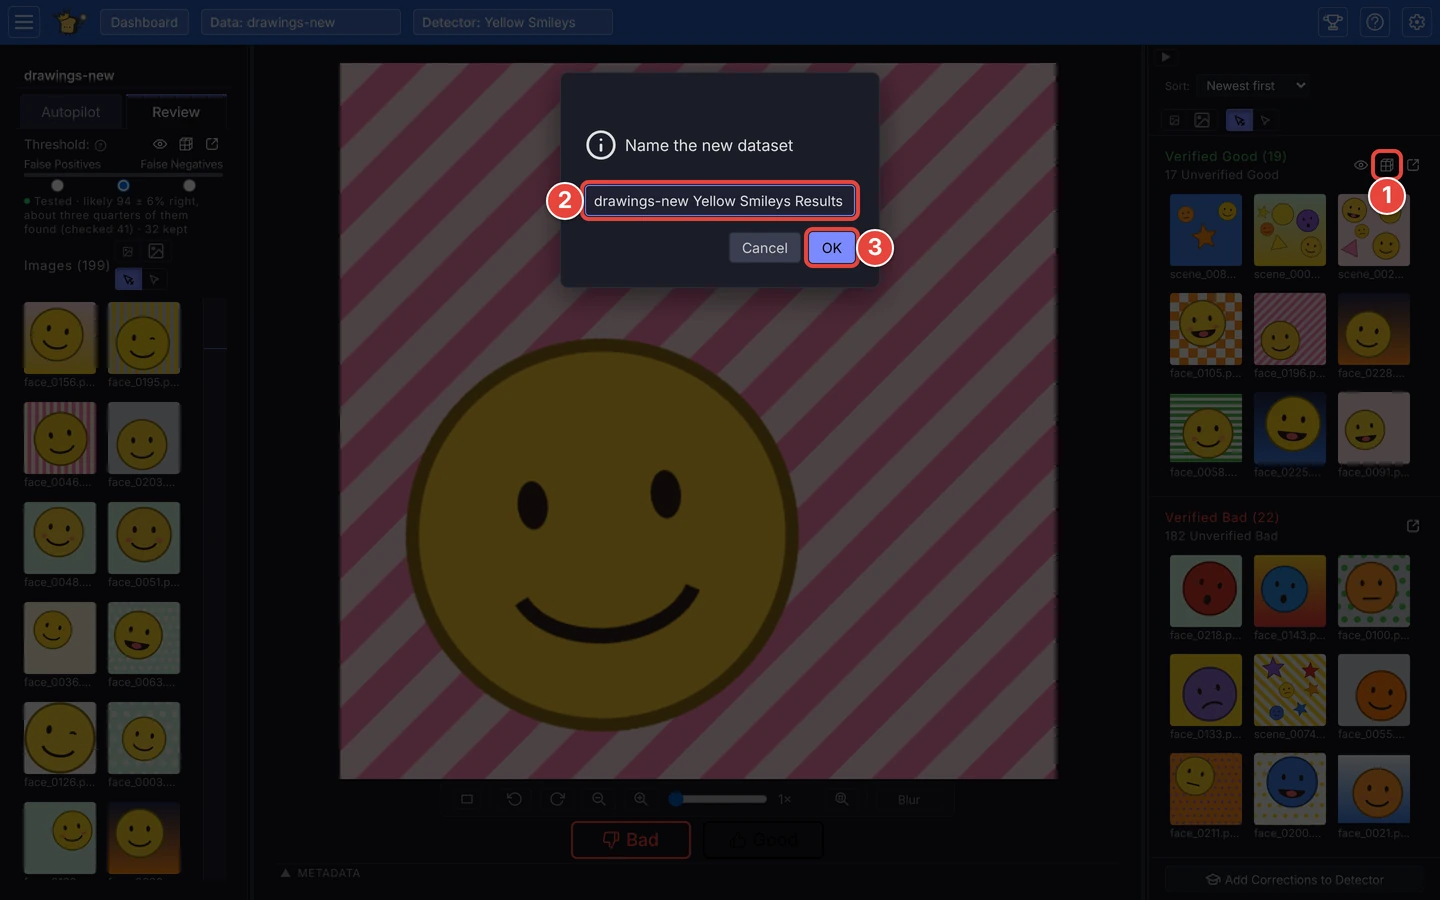 Dashboard
Data: drawings-new
Detector: Yellow Smileys
drawings-new
Autopilot
Review
Threshold:
False Positives
False Negatives
Tested · likely 94 ± 6% right,
about three quarters of them
found (checked 41) · 32 kept
Images (199)
face_0156.p...
face_0195.p...
face_0046....
face_0203....
face_0048....
face_0051.p...
face_0036....
face_0063....
face_0126.p...
face_0003....
Name the new dataset
2
drawings-new Yellow Smileys Results
Cancel
OK
3
1×
Blur
Bad
Good
METADATA
Sort:
Newest first
Verified Good (19)
17 Unverified Good
1
scene_008...
scene_000...
scene_002...
face_0105.p...
face_0196.p...
face_0228....
face_0058....
face_0225....
face_0091.p...
Verified Bad (22)
182 Unverified Bad
face_0218.p...
face_0143.p...
face_0100.p...
face_0133.p...
scene_0074...
face_0055....
face_0211.p...
face_0200....
face_0021.p...
Add Corrections to Detector